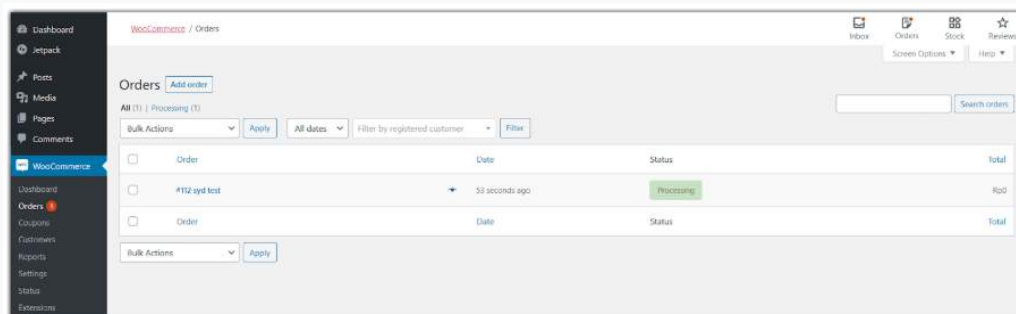 Dashboard
Jetpack
Posts
Media
Pages
Comments
WooCommerce
Dashboard
Orders 1
Coupons
Customers
Reports
Settings
Status
Extensions
WooCommerce / Orders
Inbox
Orders
Stock
Reviews
Screen Options ▼
Help ▼
Orders Add order
All (1) | Processing (1)
Search orders
Bulk Actions Apply All dates Filter by registered customer Filter
Order Date Status Total
#112 syd test 53 seconds ago Processing Rp0
Order Date Status Total
Bulk Actions Apply